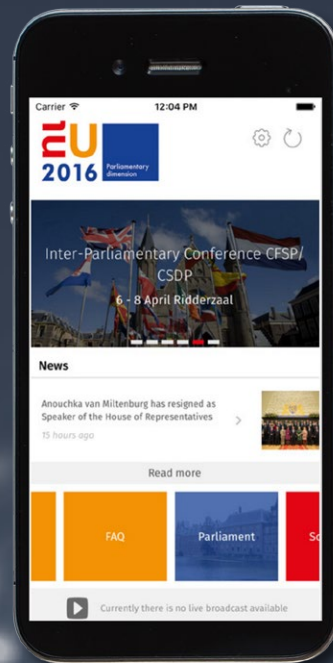 Carrier
12:04 PM
nl U
2016
Parliamentary
dimension
Inter-Parliamentary Conference CFSP/
CSDP
6 - 8 April Ridderzaal
News
Anouchka van Miltenburg has resigned as
Speaker of the House of Representatives
15 hours ago
Read more
FAQ
Parliament
Sc
Currently there is no live broadcast available